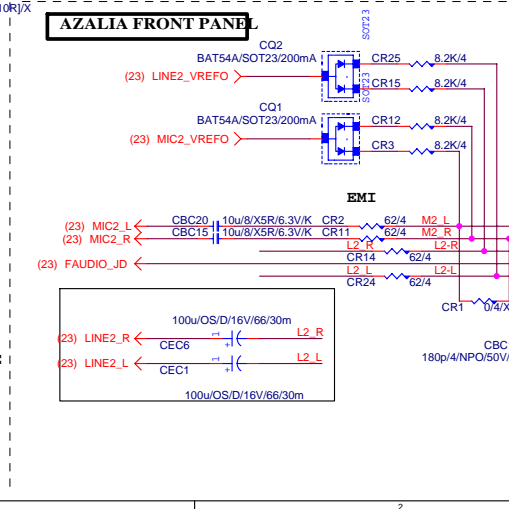 10R]/X
AZALIA FRONT PANEL
SOT23
CQ2
BAT54A/SOT23/200mA
CR25 8.2K/4
(23) LINE2_VREFO
CR15 8.2K/4
SOT23
CQ1
BAT54A/SOT23/200mA
CR12 8.2K/4
(23) MIC2_VREFO
CR3 8.2K/4
EMI
(23) MIC2_L CBC20 10u/8/X5R/6.3V/K CR2 62/4 M2_L
(23) MIC2_R CBC15 10u/8/X5R/6.3V/K CR11 62/4 M2_R
L2_R L2-R
(23) FAUDIO_JD CR14 62/4
L2_L L2-L
CR24 62/4
CR1 0/4/X
100u/OS/D/16V/66/30m
(23) LINE2_R 1 L2_R
CEC6 +
CBC
(23) LINE2_L 1 L2_L
180p/4/NPO/50V/
CEC1 +
100u/OS/D/16V/66/30m
2